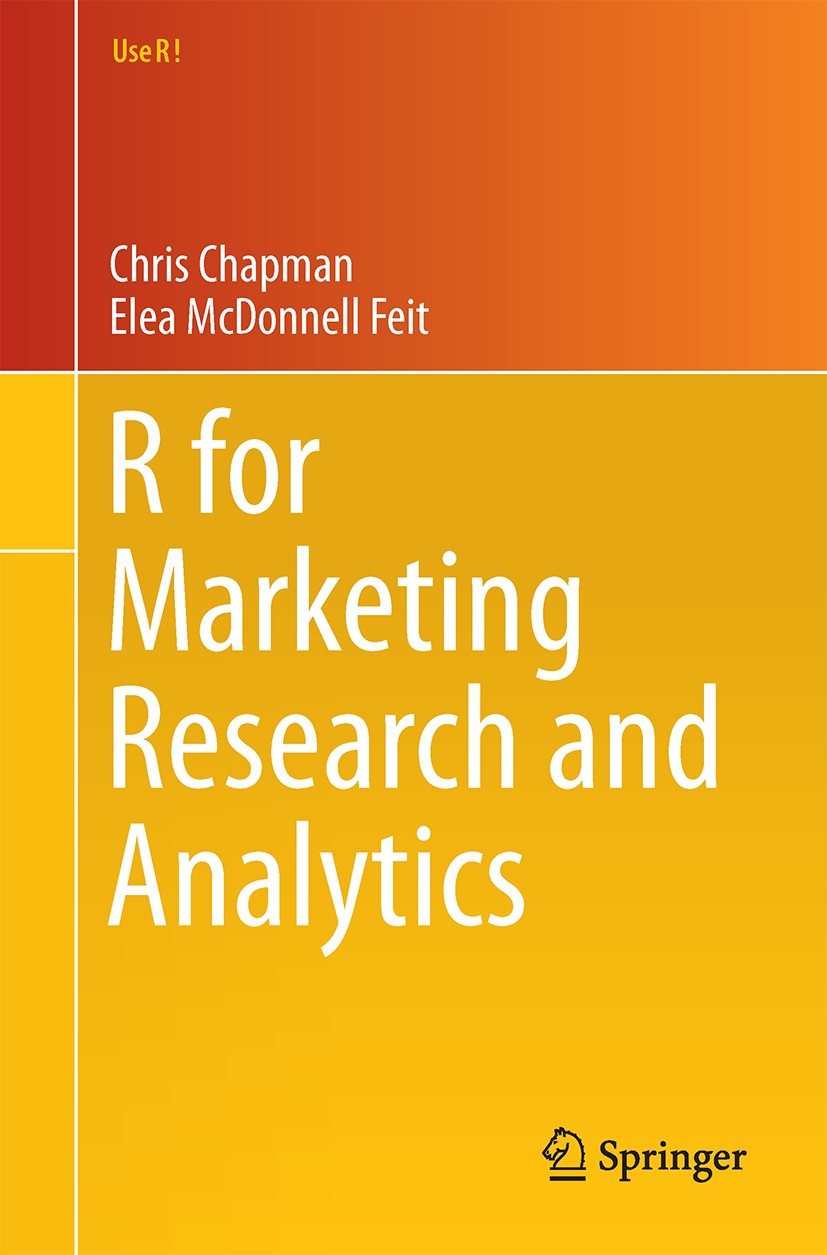 Use R!
Chris Chapman
Elea McDonnell Feit
R for
Marketing
Research and
Analytics
Springer